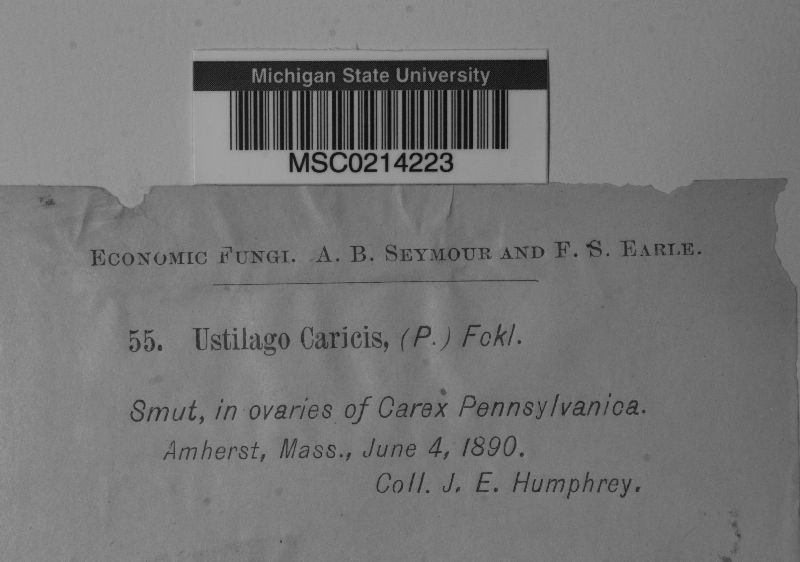 Michigan State University
MSC0214223
ECONOMIC FUNGI. A. B. SEYMOUR AND F. S. EARLE.
55. Ustilago Caricis, (P.) Fckl.
Smut, in ovaries of Carex Pennsylvanica.
Amherst, Mass., June 4, 1890.
Coll. J. E. Humphrey.